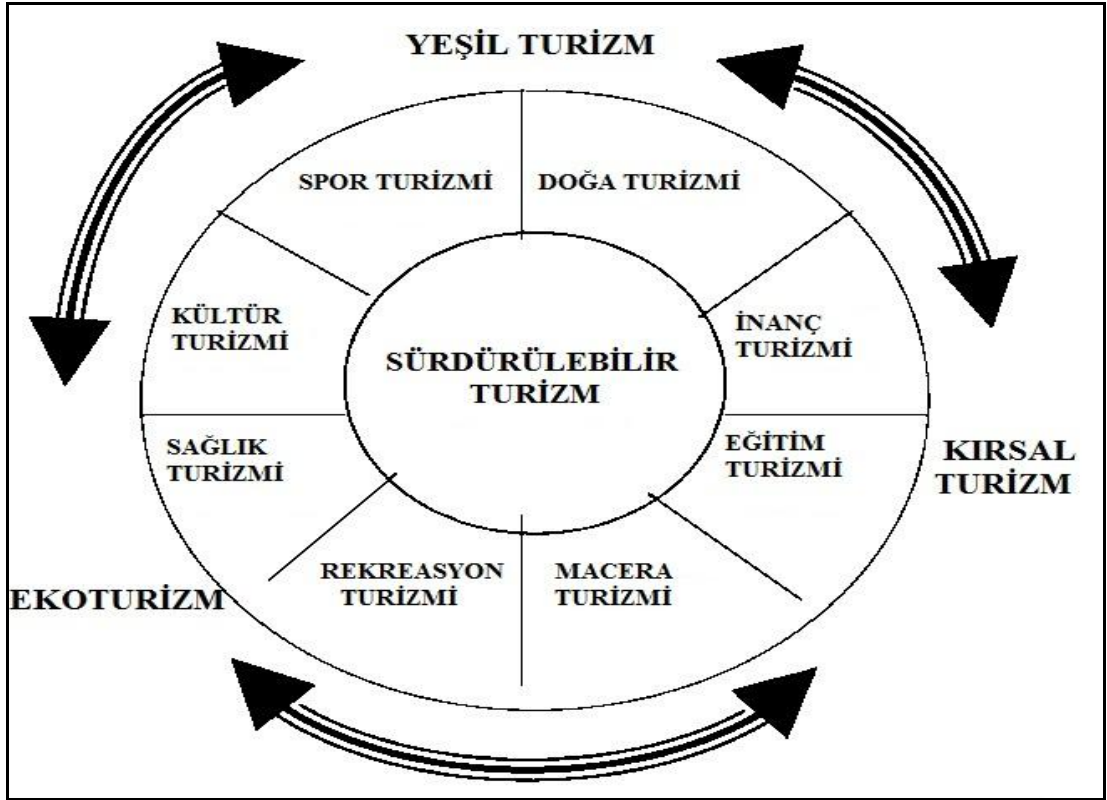 YEŞİL TURİZM
SPOR TURİZMİ
DOĞA TURİZMİ
KÜLTÜR
TURİZMİ
İNANÇ
TURİZMİ
SÜRDÜRÜLEBİLİR
TURİZM
SAĞLIK
TURİZMİ
EĞİTİM
TURİZMİ
KIRSAL
TURİZM
REKREASYON
TURİZMİ
MACERA
TURİZMİ
EKOTURİZM